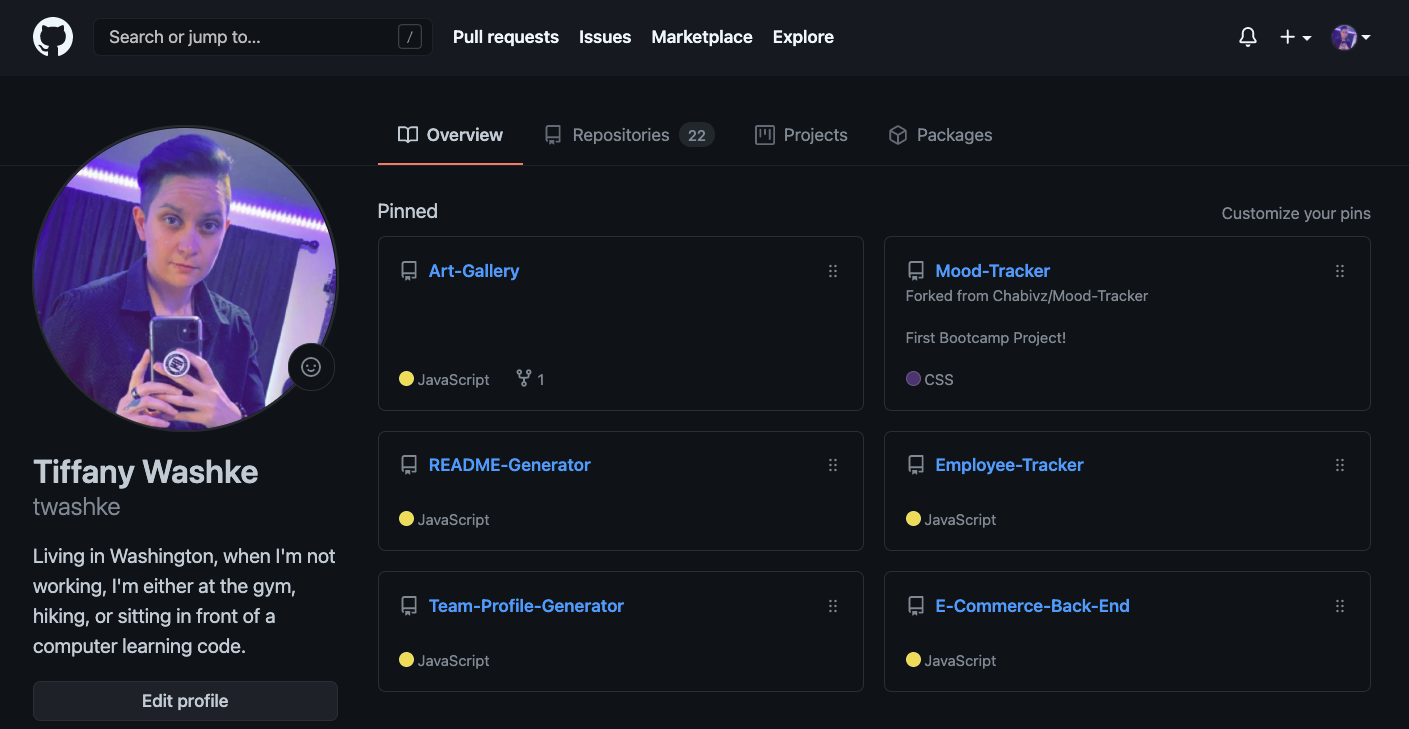 Search or jump to...
/
Pull requests
Issues
Marketplace
Explore
Overview
Repositories 22
Projects
Packages
Tiffany Washke
twashke
Living in Washington, when I'm not
working, I'm either at the gym,
hiking, or sitting in front of a
computer learning code.
Edit profile
Pinned
Customize your pins
Art-Gallery
JavaScript 1
Mood-Tracker
Forked from Chabivz/Mood-Tracker
First Bootcamp Project!
CSS
README-Generator
JavaScript
Employee-Tracker
JavaScript
Team-Profile-Generator
JavaScript
E-Commerce-Back-End
JavaScript